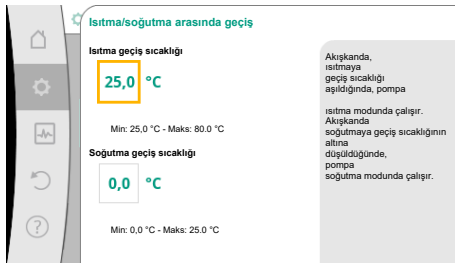 Isıtma/soğutma arasında geçiş
Isıtma geçiş sıcaklığı
25,0 °C
Min: 25,0 °C - Maks: 80.0 °C
Soğutma geçiş sıcaklığı
0,0 °C
Min: 0,0 °C - Maks: 25.0 °C
Akışkanda,
ısıtmaya
geçiş sıcaklığı
aşıldığında, pompa
ısıtma modunda çalışır.
Akışkanda
soğutmaya geçiş sıcaklığının
altına
düşüldüğünde,
pompa
soğutma modunda çalışır.
?